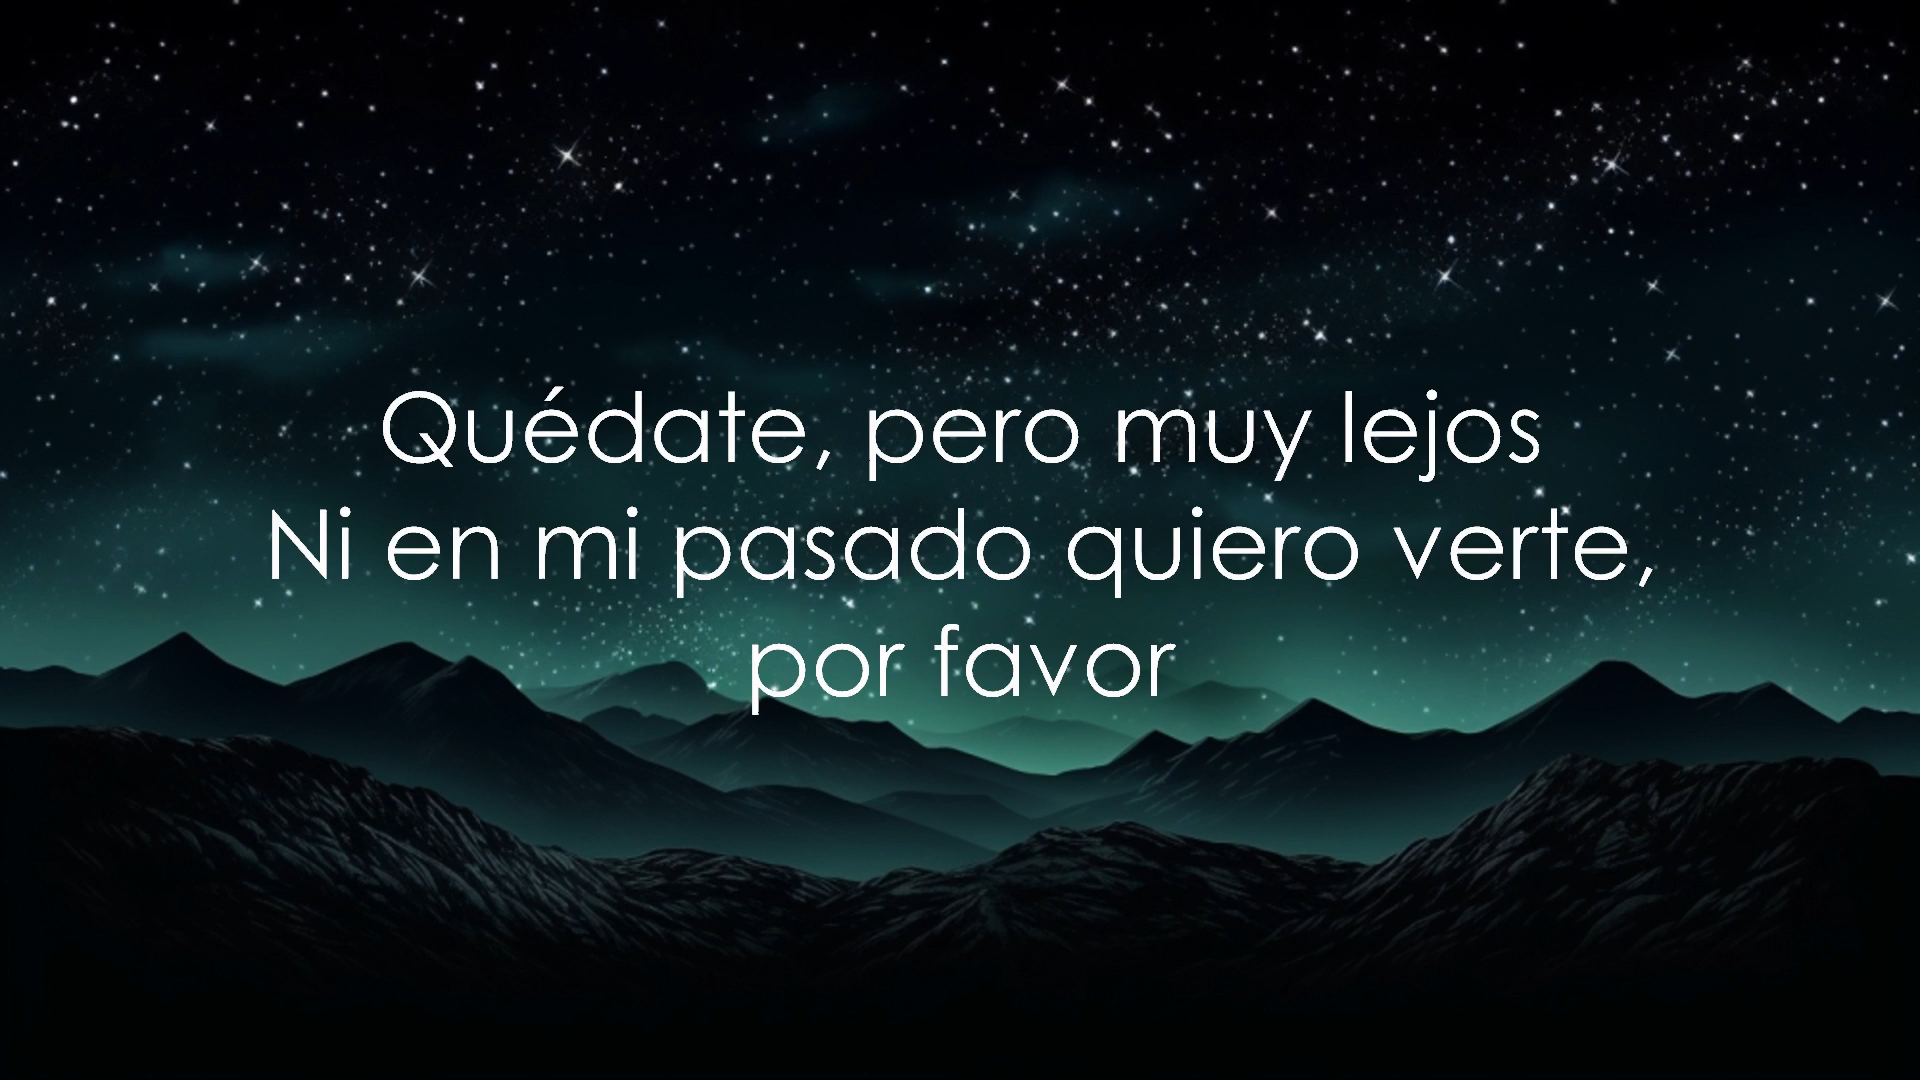 Quédate, pero muy lejos
Ni en mi pasado quiero verte,
por favor